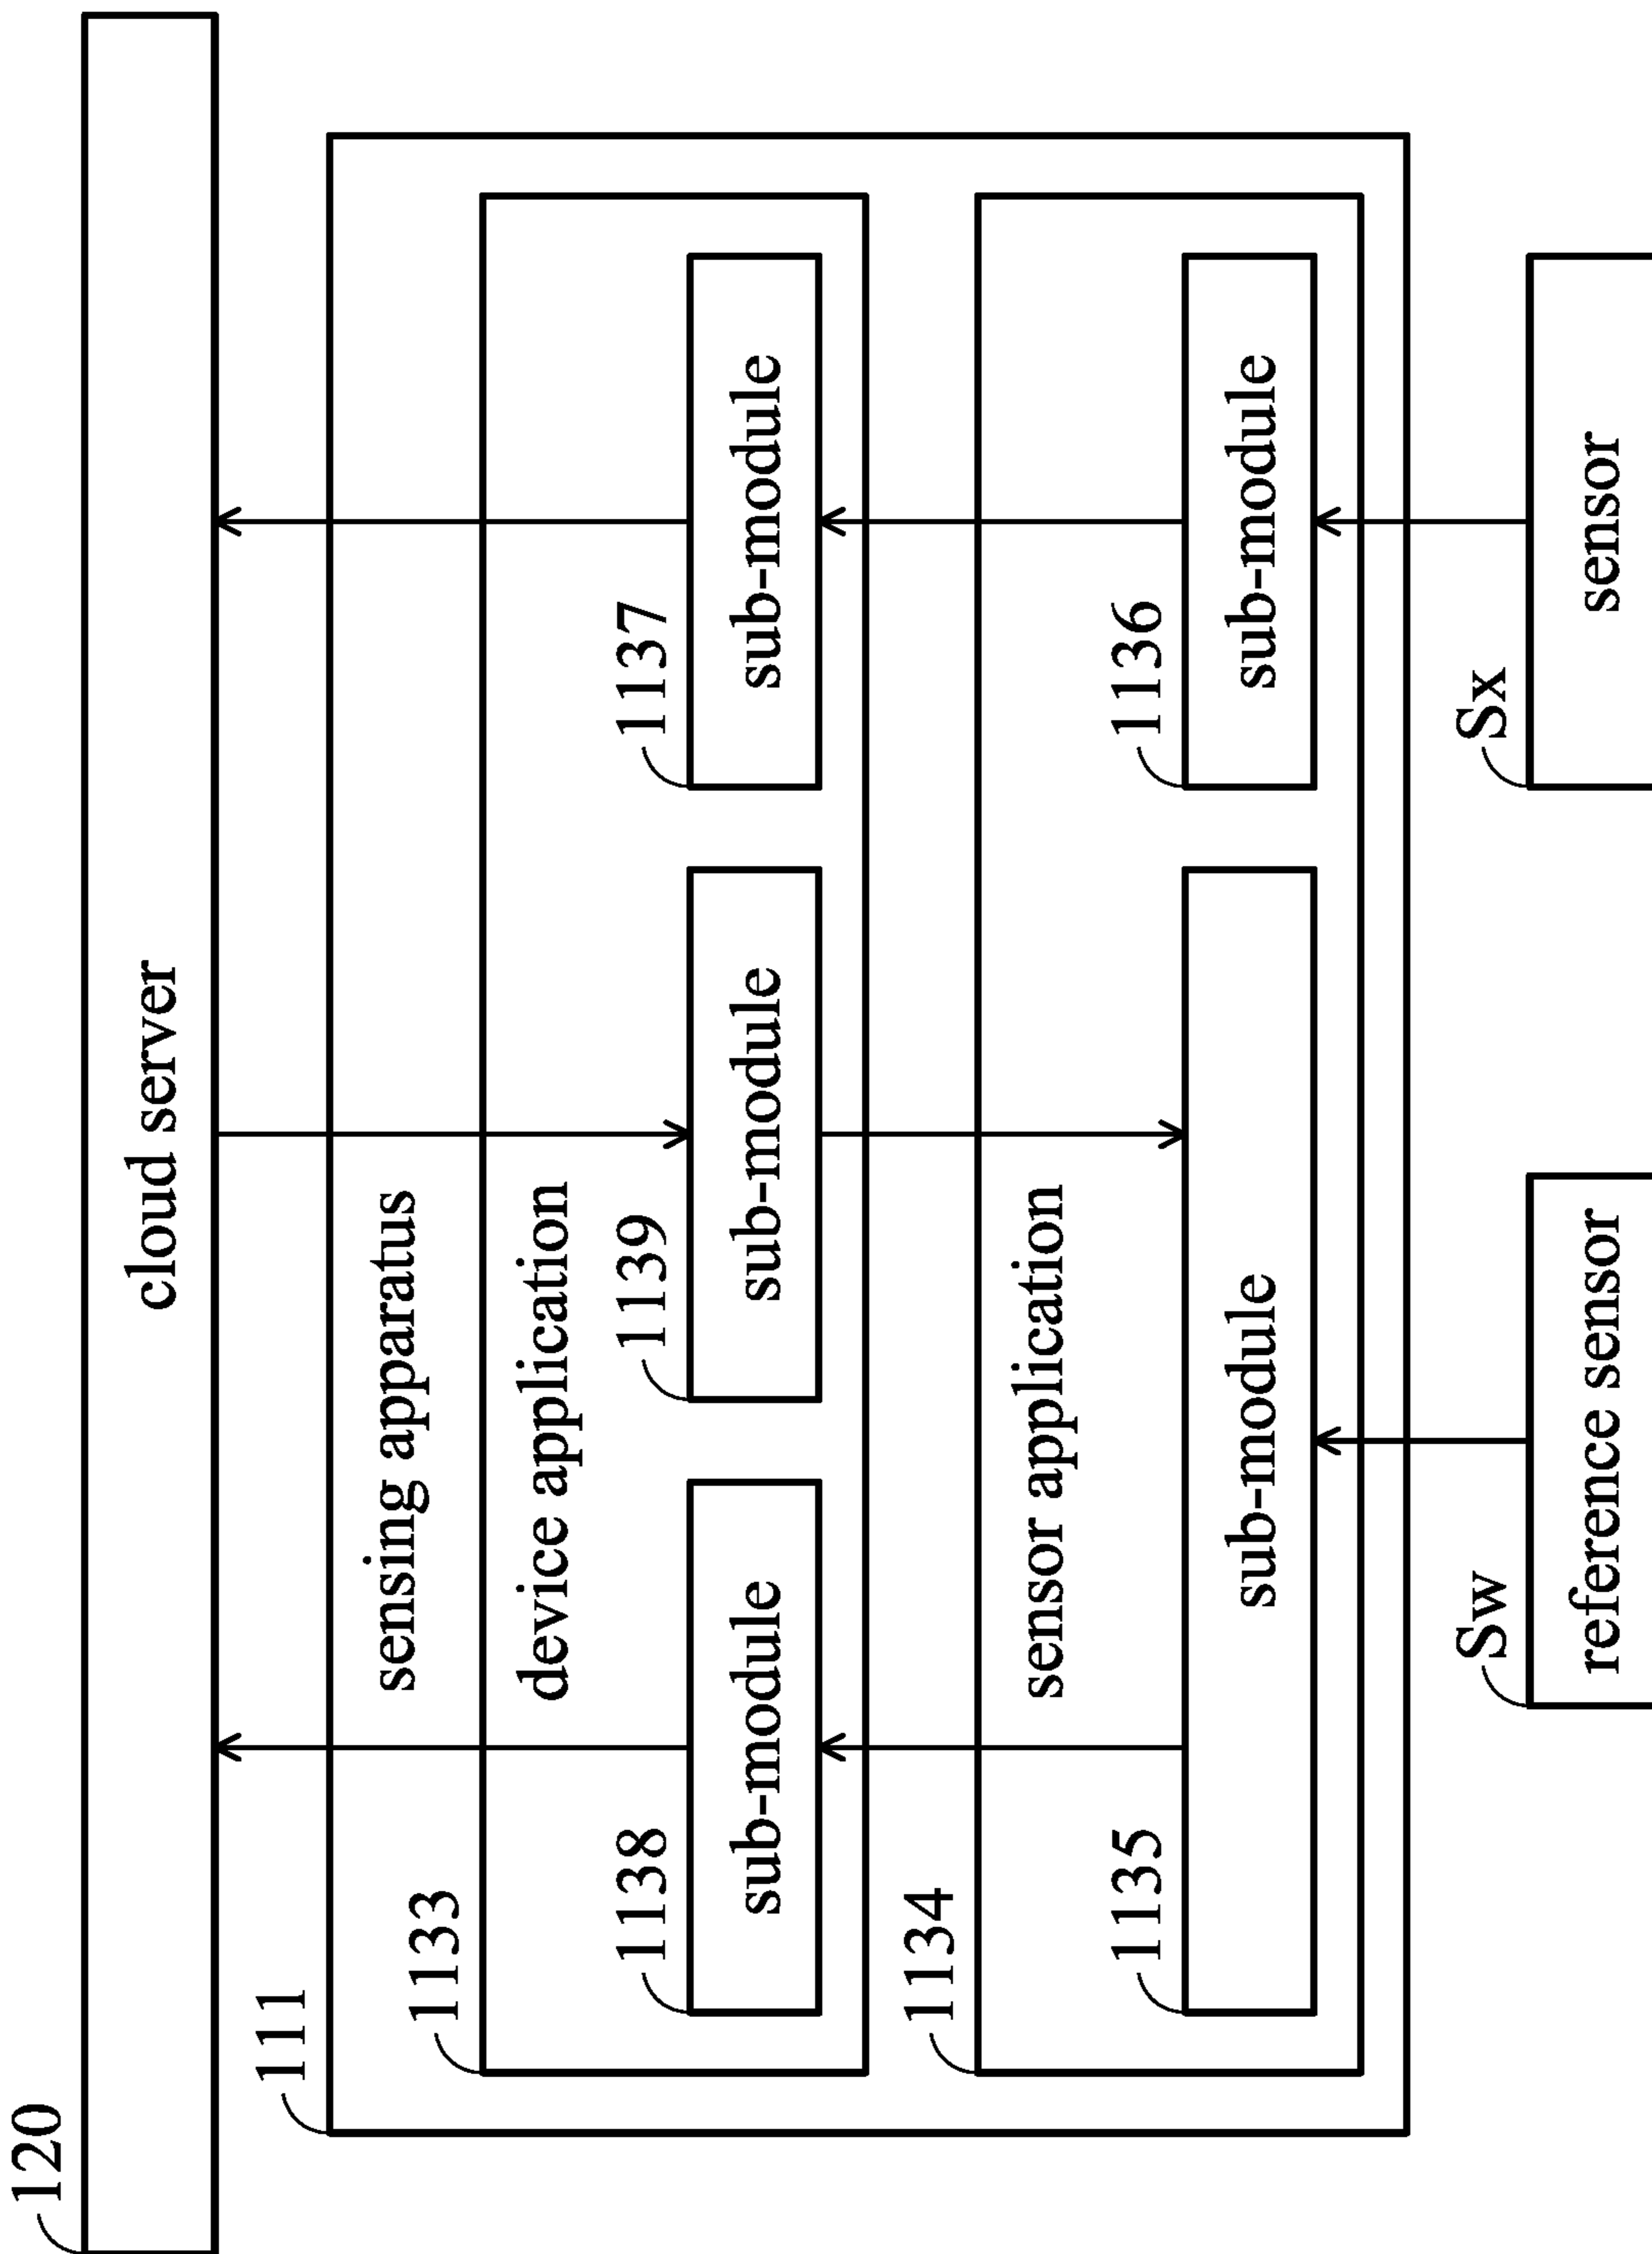 120
cloud server
111
sensing apparatus
1133
device application
1138
1139
1137
sub-module
sub-module
sub-module
1134
sensor application
1135
1136
sub-module
sub-module
Sw
Sx
reference sensor
sensor